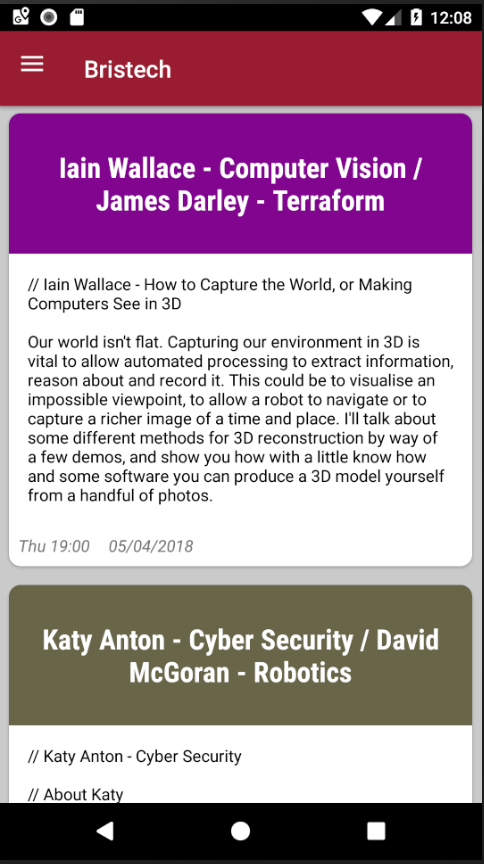 12:08
Bristech
Iain Wallace - Computer Vision /
James Darley - Terraform
// Iain Wallace - How to Capture the World, or Making
Computers See in 3D
Our world isn't flat. Capturing our environment in 3D is
vital to allow automated processing to extract information,
reason about and record it. This could be to visualise an
impossible viewpoint, to allow a robot to navigate or to
capture a richer image of a time and place. I'll talk about
some different methods for 3D reconstruction by way of
a few demos, and show you how with a little know how
and some software you can produce a 3D model yourself
from a handful of photos.
Thu 19:00 05/04/2018
Katy Anton - Cyber Security / David
McGoran - Robotics
// Katy Anton - Cyber Security
// About Katy